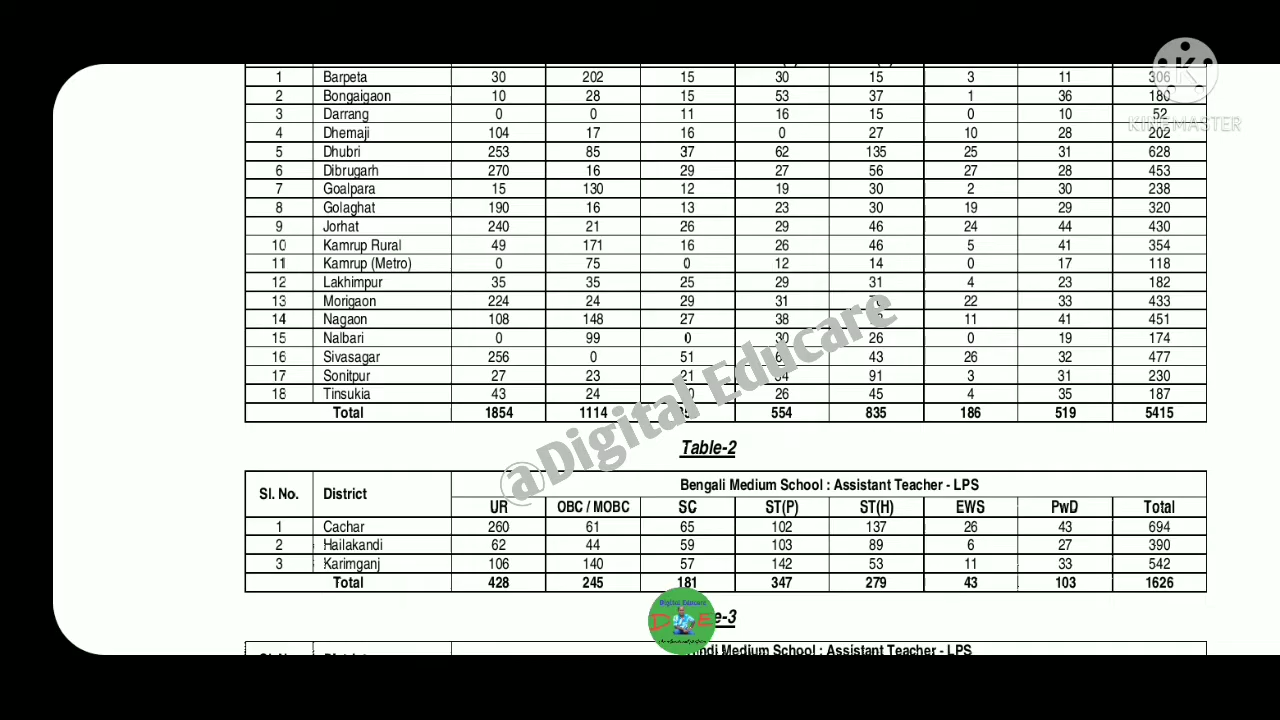 1 Barpeta 30 202 15 30 15 3 11 306
2 Bongaigaon 10 28 15 53 37 1 36 180
3 Darrang 0 0 11 16 15 0 10 52
4 Dhemaji 104 17 16 0 27 10 28 202
5 Dhubri 253 85 37 62 135 25 31 628
6 Dibrugarh 270 16 29 27 56 27 28 453
7 Goalpara 15 130 12 19 30 2 30 238
8 Golaghat 190 16 13 23 30 19 29 320
9 Jorhat 240 21 26 29 46 24 44 430
10 Kamrup Rural 49 171 16 26 46 5 41 354
11 Kamrup (Metro) 0 75 0 12 14 0 17 118
12 Lakhimpur 35 35 25 29 31 4 23 182
13 Morigaon 224 24 29 31 22 33 433
14 Nagaon 108 148 27 38 11 41 451
15 Nalbari 0 99 0 30 26 0 19 174
16 Sivasagar 256 0 51 43 26 32 477
17 Sonitpur 27 23 21 91 3 31 230
18 Tinsukia 43 24 26 45 4 35 187
Total 1854 1114 554 835 186 519 5415
KINEMASTER
@Digital Educare
Table-2
Sl. No. District Bengali Medium School : Assistant Teacher - LPS
UR OBC / MOBC SC ST(P) ST(H) EWS PwD Total
1 Cachar 260 61 65 102 137 26 43 694
2 Hailakandi 62 44 59 103 89 6 27 390
3 Karimganj 106 140 57 142 53 11 33 542
Total 428 245 181 347 279 43 103 1626
Digital Educare
D E
Medium School : Assistant Teacher - LPS